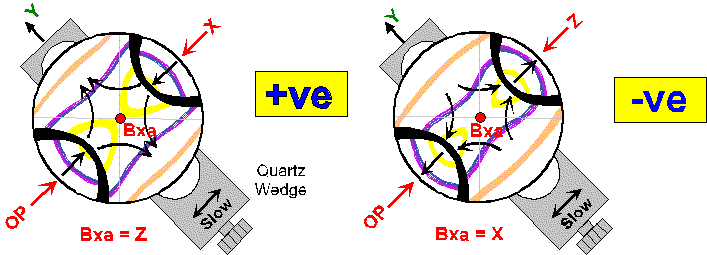 Y
X
+ve
Bxa
OP
Quartz
Wedge
Slow
Bxa = Z
Y
Z
-ve
Bxa
OP
Slow
Bxa = X